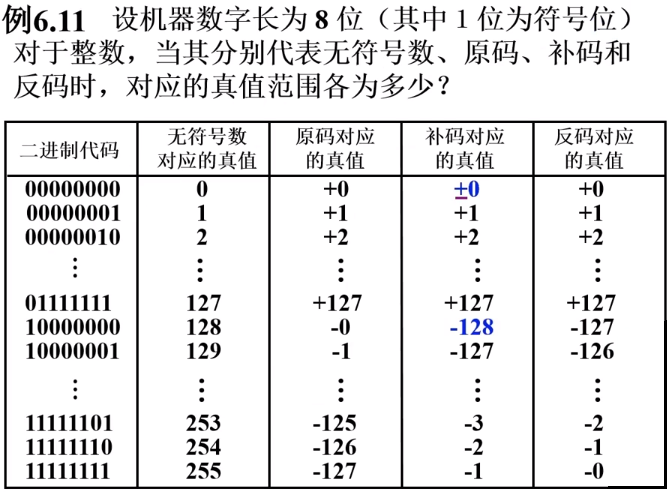 例6.11 设机器数字长为 8 位（其中 1 位为符号位）
对于整数，当其分别代表无符号数、原码、补码和
反码时，对应的真值范围各为多少？
二进制代码 无符号数对应的真值 原码对应的真值 补码对应的真值 反码对应的真值
00000000 0 +0 ±0 +0
00000001 1 +1 +1 +1
00000010 2 +2 +2 +2
⋮ ⋮ ⋮ ⋮ ⋮
01111111 127 +127 +127 +127
10000000 128 -0 -128 -127
10000001 129 -1 -127 -126
⋮ ⋮ ⋮ ⋮ ⋮
11111101 253 -125 -3 -2
11111110 254 -126 -2 -1
11111111 255 -127 -1 -0